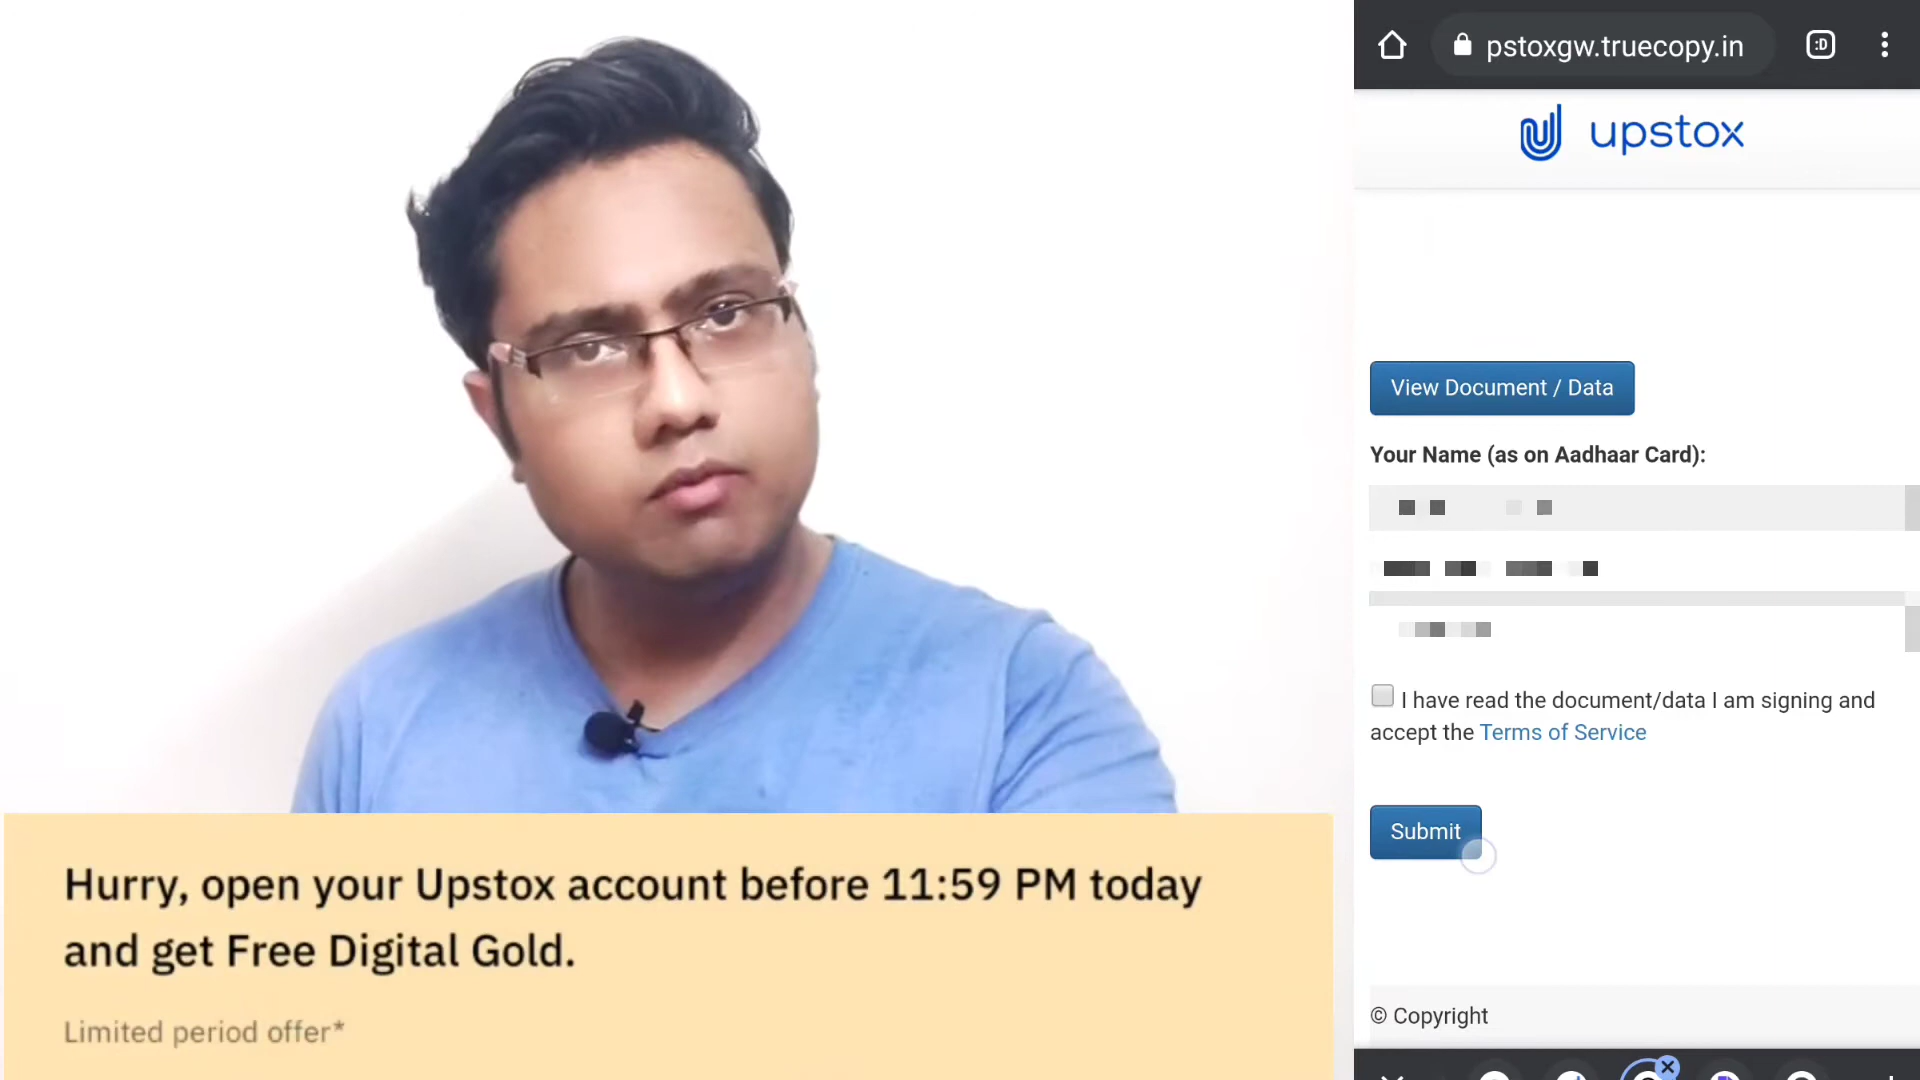 Hurry, open your Upstox account before 11:59 PM today
and get Free Digital Gold.
Limited period offer*
pstoxgw.truecopy.in
:D
upstox
View Document / Data
Your Name (as on Aadhaar Card):
I have read the document/data I am signing and
accept the Terms of Service
Submit
© Copyright